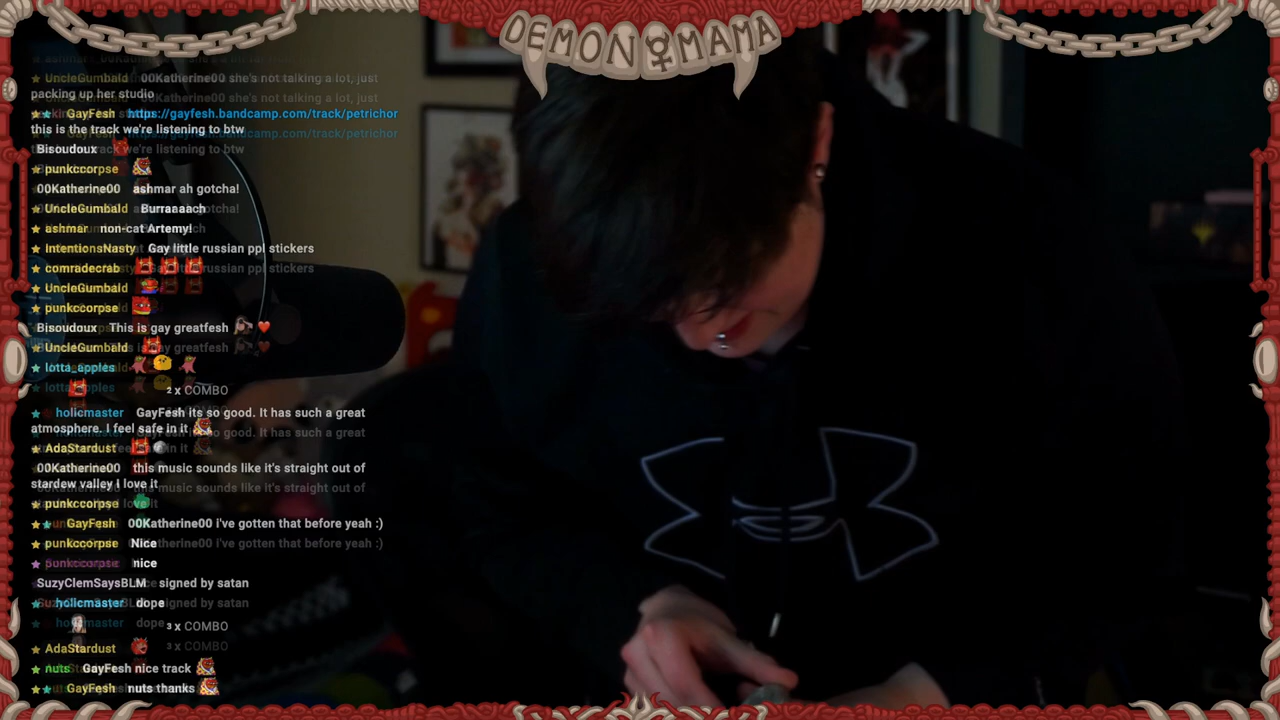 DEMON MAMA
UncleGumbald 00Katherine00 she's not talking a lot, just
packing up her studio
GayFesh https://gayfesh.bandcamp.com/track/petrichor
this is the track we're listening to btw
Bisoudoux
punkccorpse
00Katherine00 ashmar ah gotcha!
UncleGumbald Burraaaach
ashmar non-cat Artemy!
IntentionsNasty Gay little russian ppl stickers
comradecrab
UncleGumbald
punkccorpse
Bisoudoux This is gay greatfesh
UncleGumbald
lotta_apples
2 x COMBO
holicmaster GayFesh its so good. It has such a great
atmosphere. I feel safe in it
AdaStardust
00Katherine00 this music sounds like it's straight out of
stardew valley I love it
punkccorpse
GayFesh 00Katherine00 i've gotten that before yeah :)
punkccorpse Nice
punkccorpse nice
SuzyClemSaysBLM signed by satan
holicmaster dope
3 x COMBO
AdaStardust
nuts GayFesh nice track
GayFesh nuts thanks